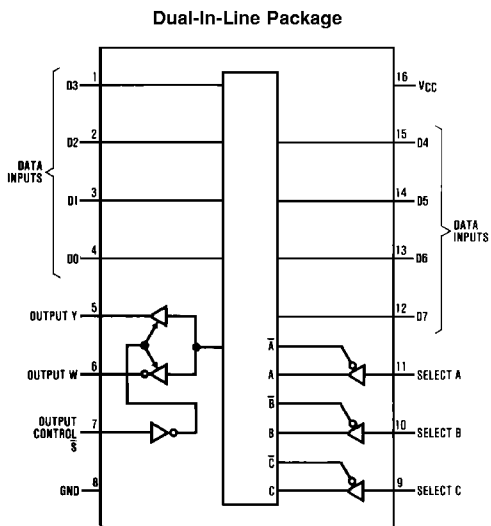 Dual-In-Line Package
1
D3
2
D2
DATA
INPUTS
3
D1
4
D0
5
OUTPUT Y
6
OUTPUT W
OUTPUT
CONTROL
S̅
7
8
GND
16
VCC
15
D4
14
D5
DATA
INPUTS
13
D6
12
D7
A̅
A
11
SELECT A
B̅
B
10
SELECT B
C̅
C
9
SELECT C